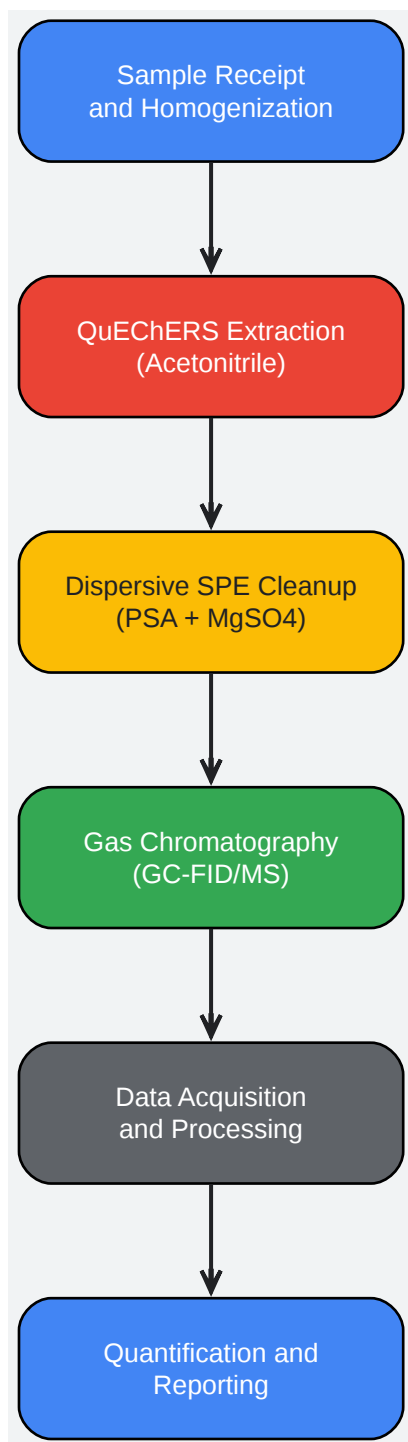 Sample Receipt
and Homogenization
QuEChERS Extraction
(Acetonitrile)
Dispersive SPE Cleanup
(PSA + MgSO4)
Gas Chromatography
(GC-FID/MS)
Data Acquisition
and Processing
Quantification and
Reporting